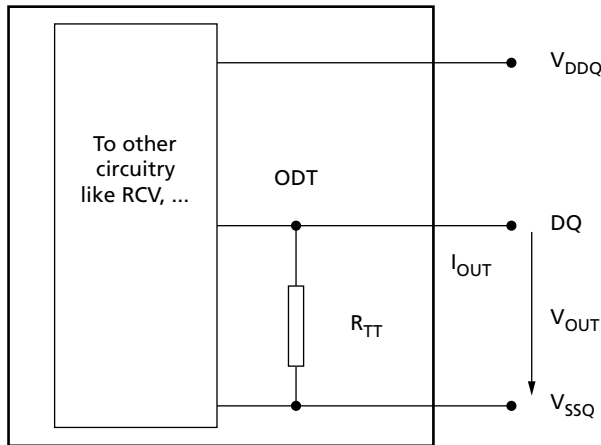 V_DDQ
To other
circuitry
like RCV, ...
ODT
DQ
I_OUT
R_TT
V_OUT
V_SSQ